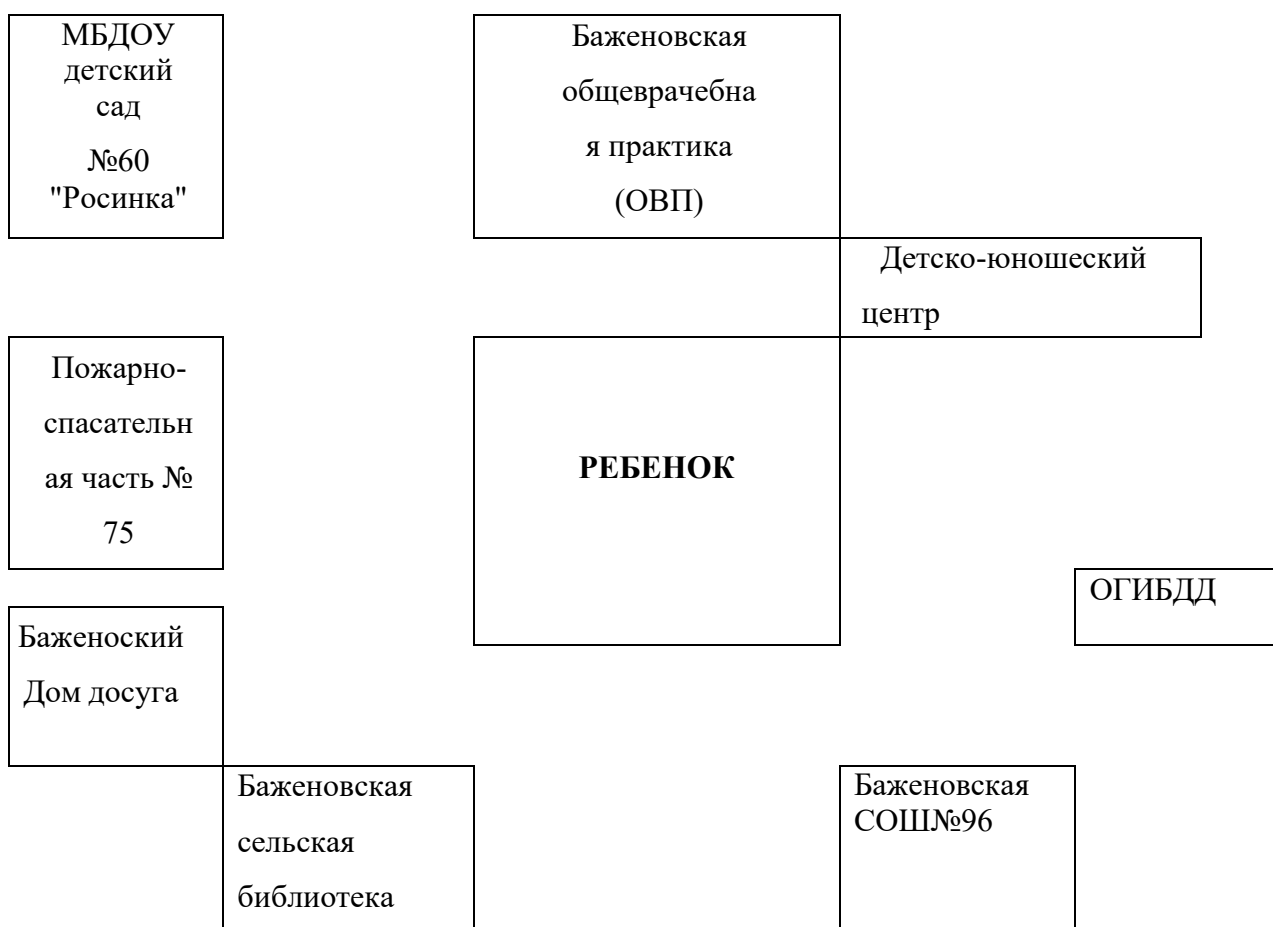 МБДОУ
детский
сад
№60
"Росинка"
Баженовская
общеврачебна
я практика
(ОВП)
Детско-юношеский
центр
Пожарно-
спасательн
ая часть №
75
РЕБЕНОК
ОГИБДД
Баженоский
Дом досуга
Баженовская
сельская
библиотека
Баженовская
СОШ№96